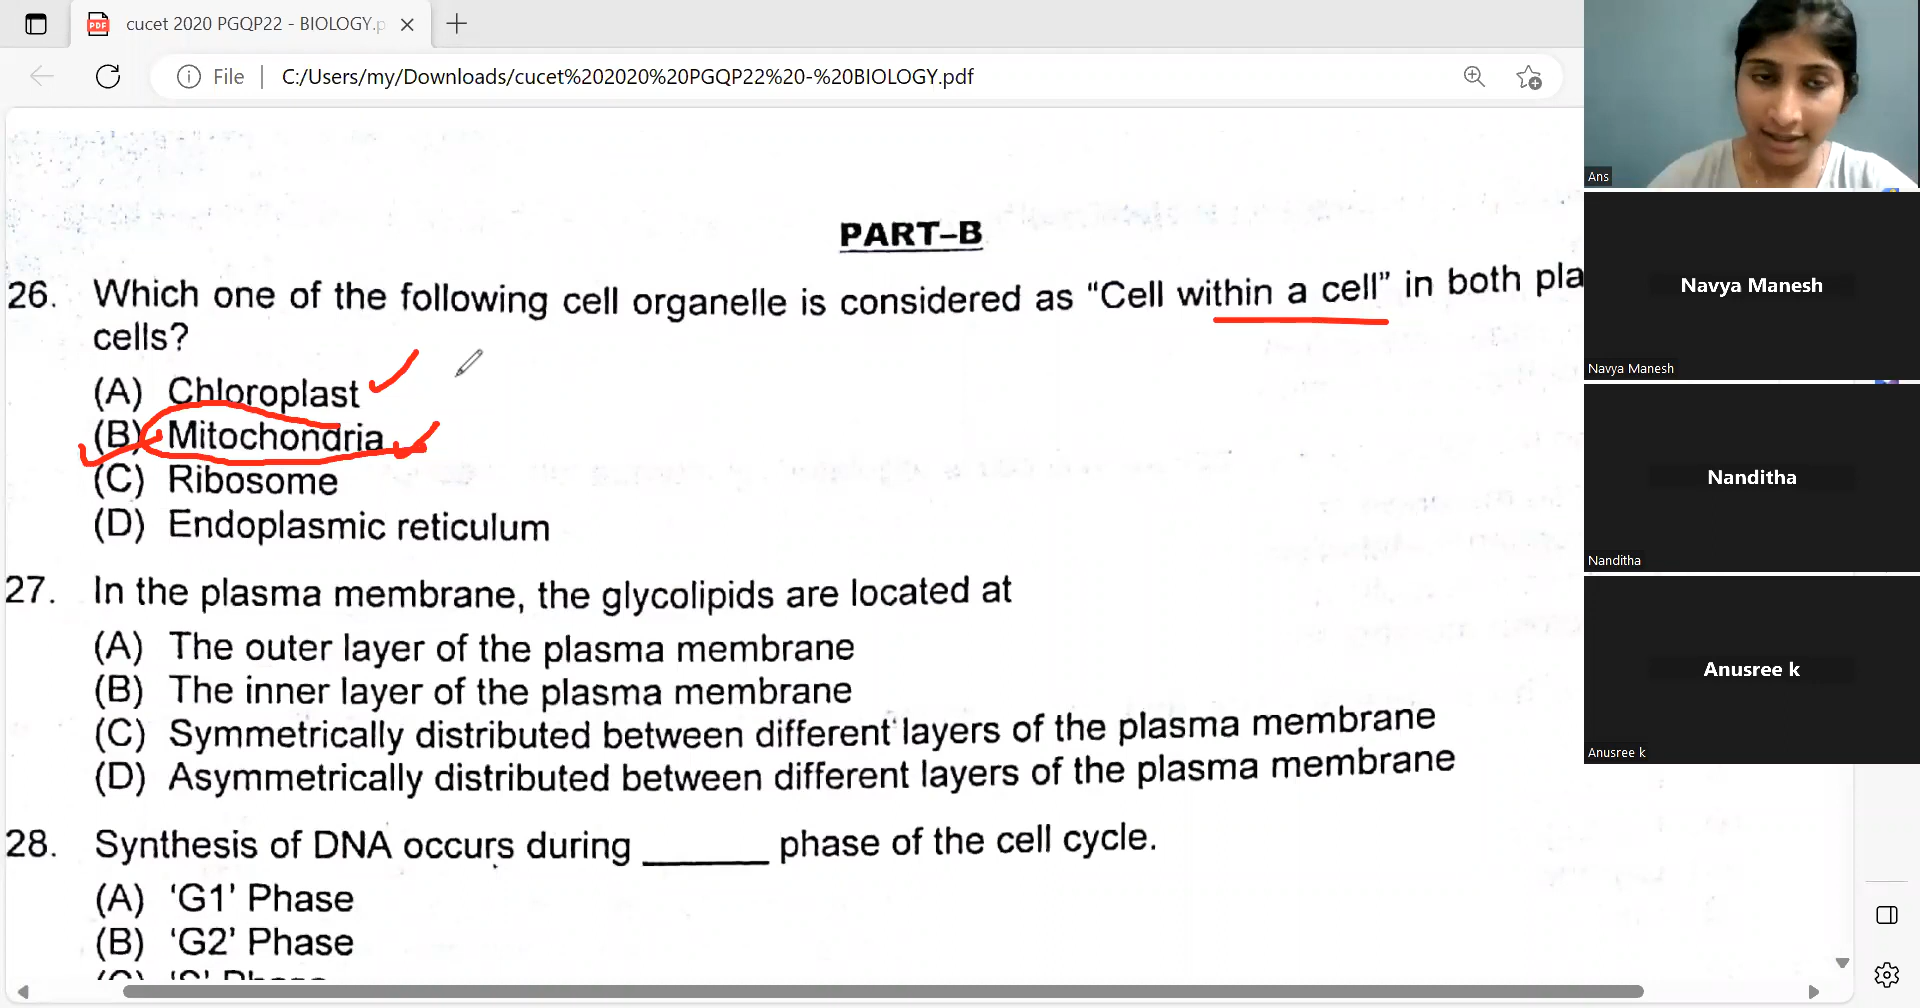 cucet 2020 PGQP22 - BIOLOGY.p
File
C:/Users/my/Downloads/cucet%202020%20PGQP22%20-%20BIOLOGY.pdf
PART–B
26. Which one of the following cell organelle is considered as “Cell within a cell” in both pla
cells?
(A) Chloroplast
(B) Mitochondria
(C) Ribosome
(D) Endoplasmic reticulum
27. In the plasma membrane, the glycolipids are located at
(A) The outer layer of the plasma membrane
(B) The inner layer of the plasma membrane
(C) Symmetrically distributed between different layers of the plasma membrane
(D) Asymmetrically distributed between different layers of the plasma membrane
28. Synthesis of DNA occurs during ______ phase of the cell cycle.
(A) ‘G1’ Phase
(B) ‘G2’ Phase
(C) ‘S’ Phase
Ans
Navya Manesh
Navya Manesh
Nanditha
Nanditha
Anusree k
Anusree k